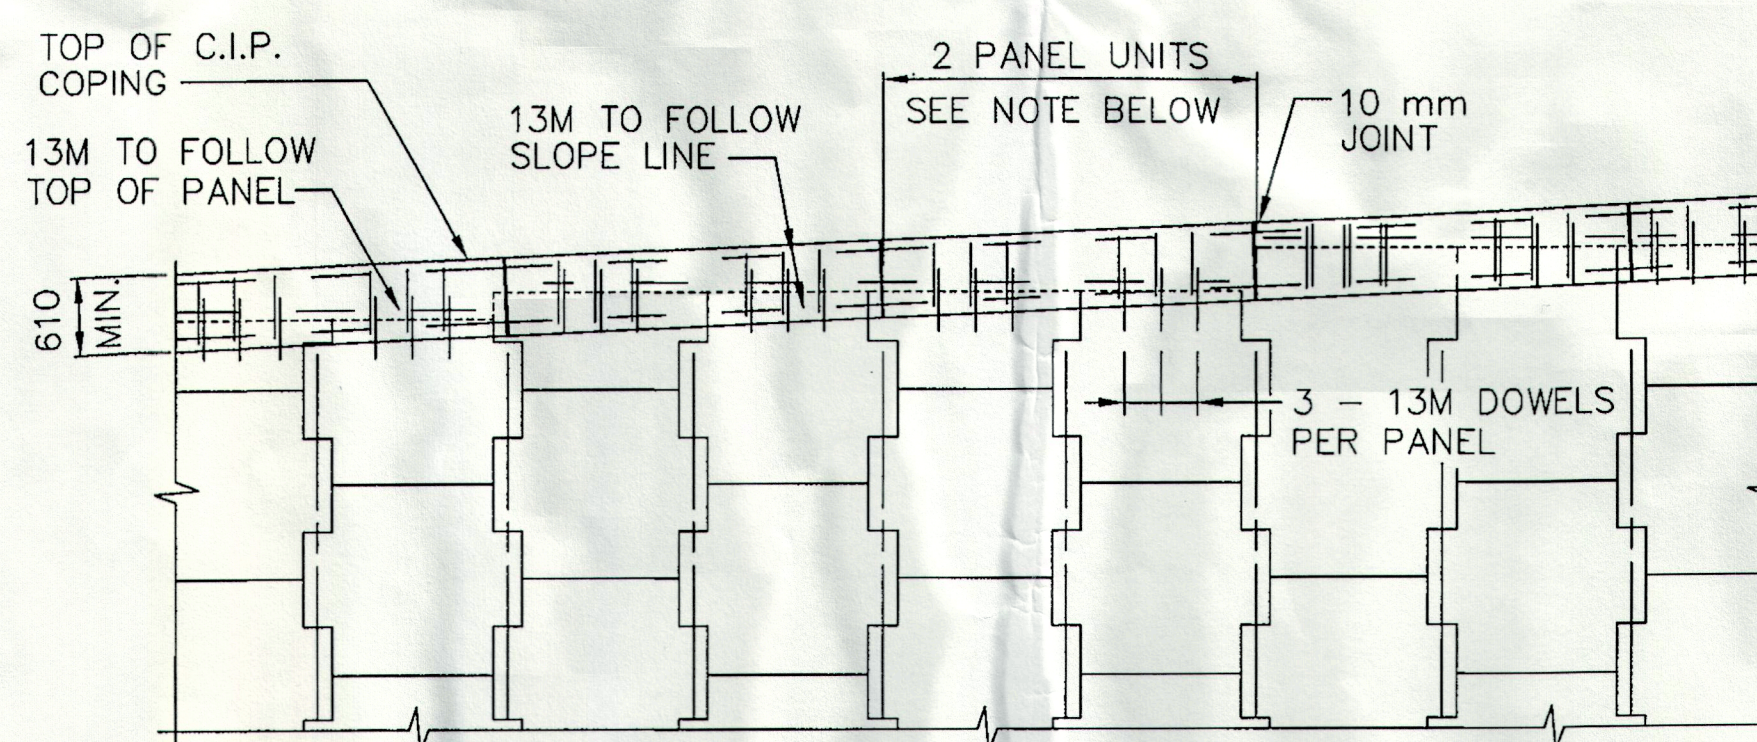 TOP OF C.I.P.
COPING
13M TO FOLLOW
TOP OF PANEL
13M TO FOLLOW
SLOPE LINE
2 PANEL UNITS
SEE NOTE BELOW
10 mm
JOINT
610
MIN.
3 - 13M DOWELS
PER PANEL